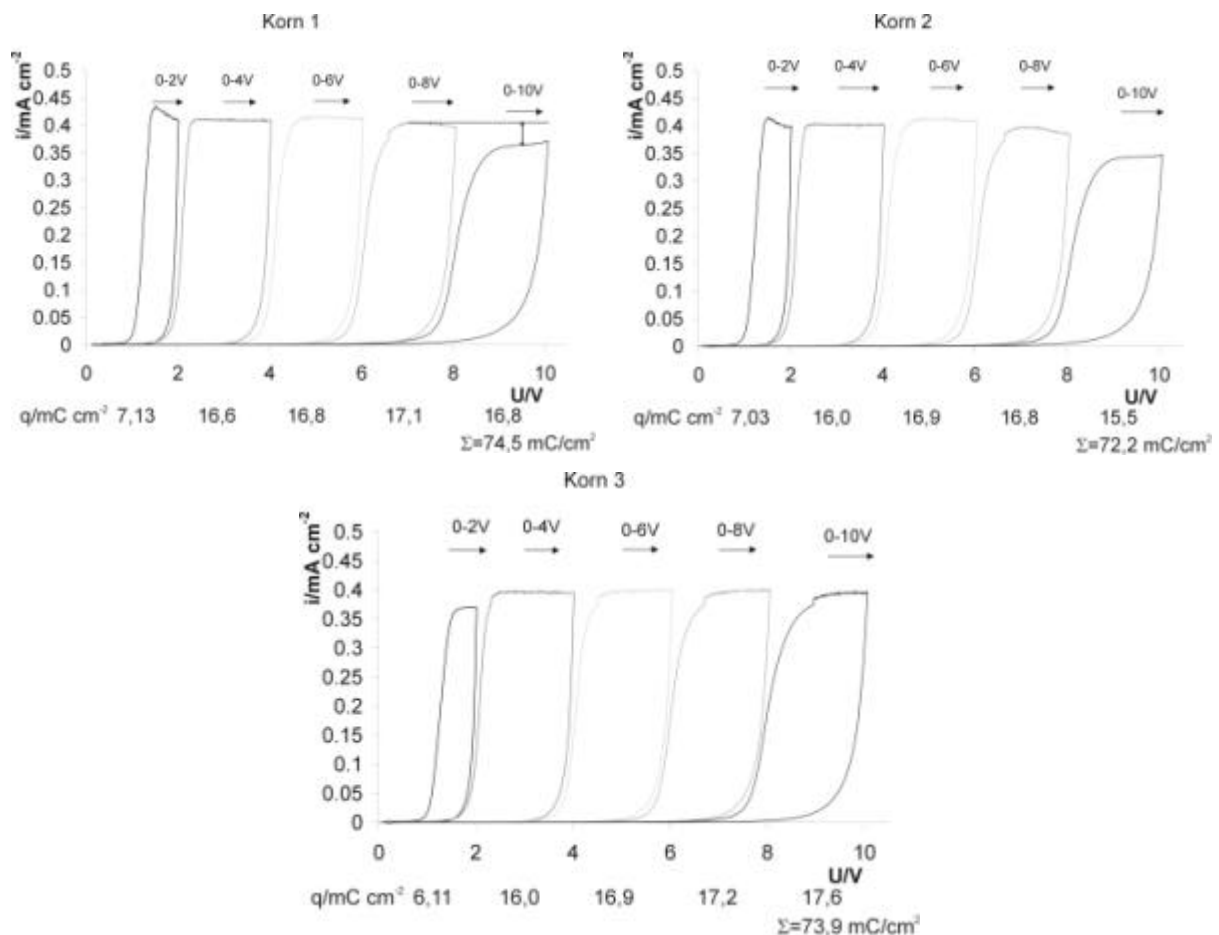 Korn 1
i/mA cm-2
0-2V 0-4V 0-6V 0-8V 0-10V
0.5
0.45
0.4
0.35
0.3
0.25
0.2
0.15
0.1
0.05
0
0 2 4 6 8 10
U/V
q/mC cm-2 7,13 16,6 16,8 17,1 16,8
Σ=74,5 mC/cm2
Korn 2
i/mA cm-2
0-2V 0-4V 0-6V 0-8V 0-10V
0.5
0.45
0.4
0.35
0.3
0.25
0.2
0.15
0.1
0.05
0
0 2 4 6 8 10
U/V
q/mC cm-2 7,03 16,0 16,9 16,8 15,5
Σ=72,2 mC/cm2
Korn 3
i/mA cm-2
0-2V 0-4V 0-6V 0-8V 0-10V
0.5
0.45
0.4
0.35
0.3
0.25
0.2
0.15
0.1
0.05
0
0 2 4 6 8 10
U/V
q/mC cm-2 6,11 16,0 16,9 17,2 17,6
Σ=73,9 mC/cm2